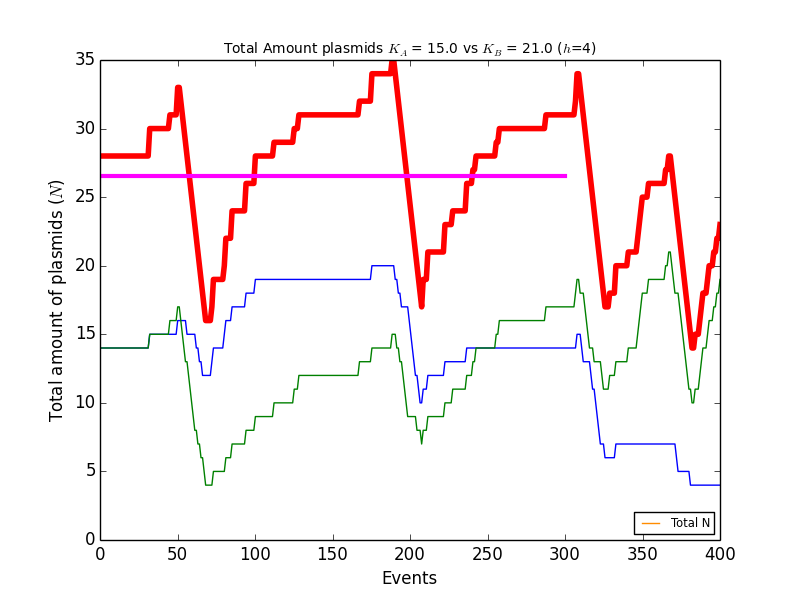 Total Amount plasmids K_A = 15.0 vs K_B = 21.0 (h=4)
35
30
25
20
15
10
5
0
Total amount of plasmids (N)
0 50 100 150 200 250 300 350 400
Events
Total N